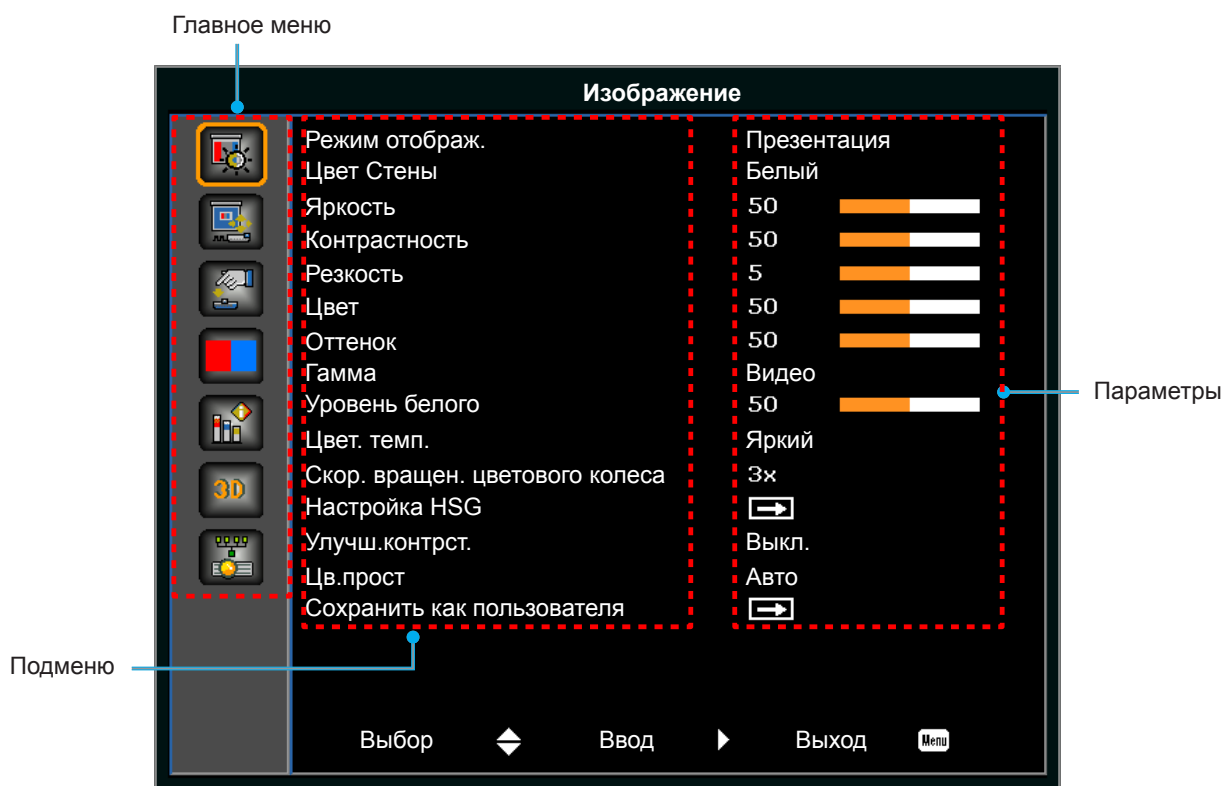 Главное меню
Изображение
Режим отображ. Презентация
Цвет Стены Белый
Яркость 50
Контрастность 50
Резкость 5
Цвет 50
Оттенок 50
Гамма Видео
Параметры
Уровень белого 50
Цвет. темп. Яркий
Скор. вращен. цветового колеса 3x
3D
Настройка HSG
Улучш.контрст. Выкл.
Цв.прост Авто
Сохранить как пользователя
Подменю
Выбор Ввод Выход Menu